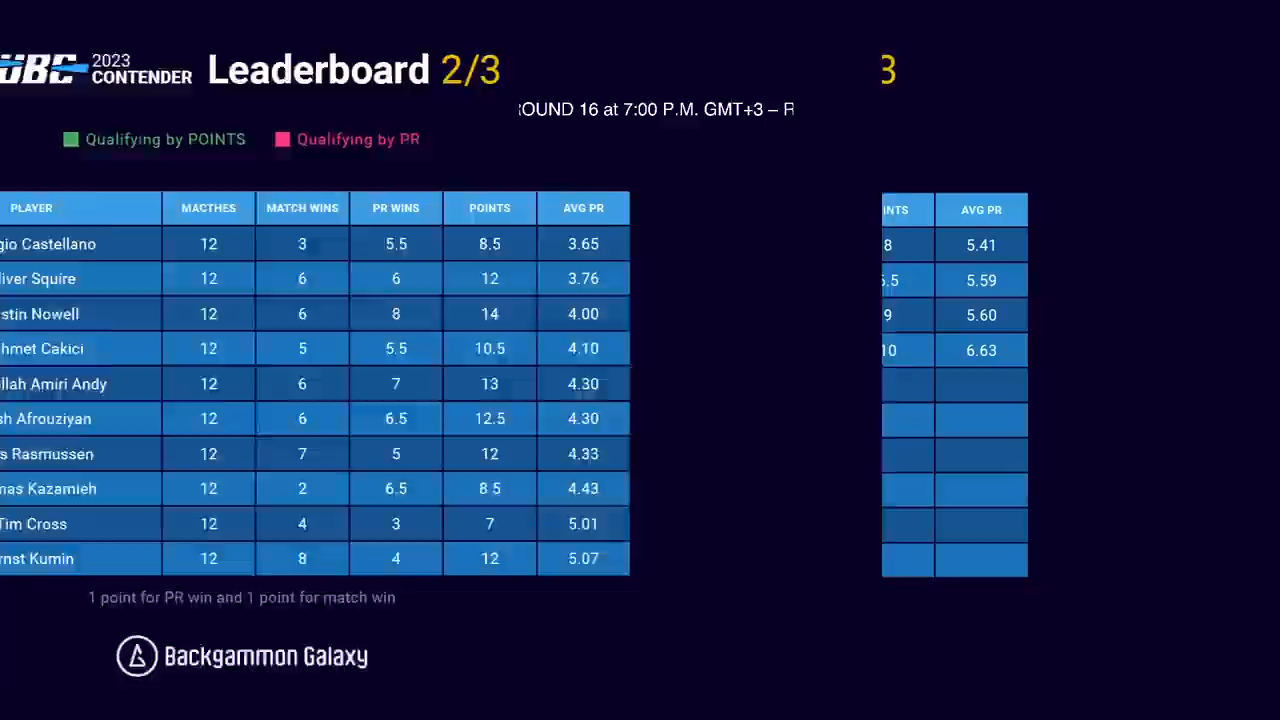 UBC 2023 CONTENDER Leaderboard 2/3 3
OUND 16 at 7:00 P.M. GMT+3 –
Qualifying by POINTS Qualifying by PR
PLAYER MACTHES MATCH WINS PR WINS POINTS AVG PR INTS AVG PR
gio Castellano 12 3 5.5 8.5 3.65 8 5.41
iver Squire 12 6 6 12 3.76 .5 5.59
stin Nowell 12 6 8 14 4.00 9 5.60
hmet Cakici 12 5 5.5 10.5 4.10 10 6.63
llah Amiri Andy 12 6 7 13 4.30
sh Afrouziyan 12 6 6.5 12.5 4.30
s Rasmussen 12 7 5 12 4.33
mas Kazamieh 12 2 6.5 8 5 4.43
Tim Cross 12 4 3 7 5.01
rnst Kumin 12 8 4 12 5.07
1 point for PR win and 1 point for match win
Backgammon Galaxy